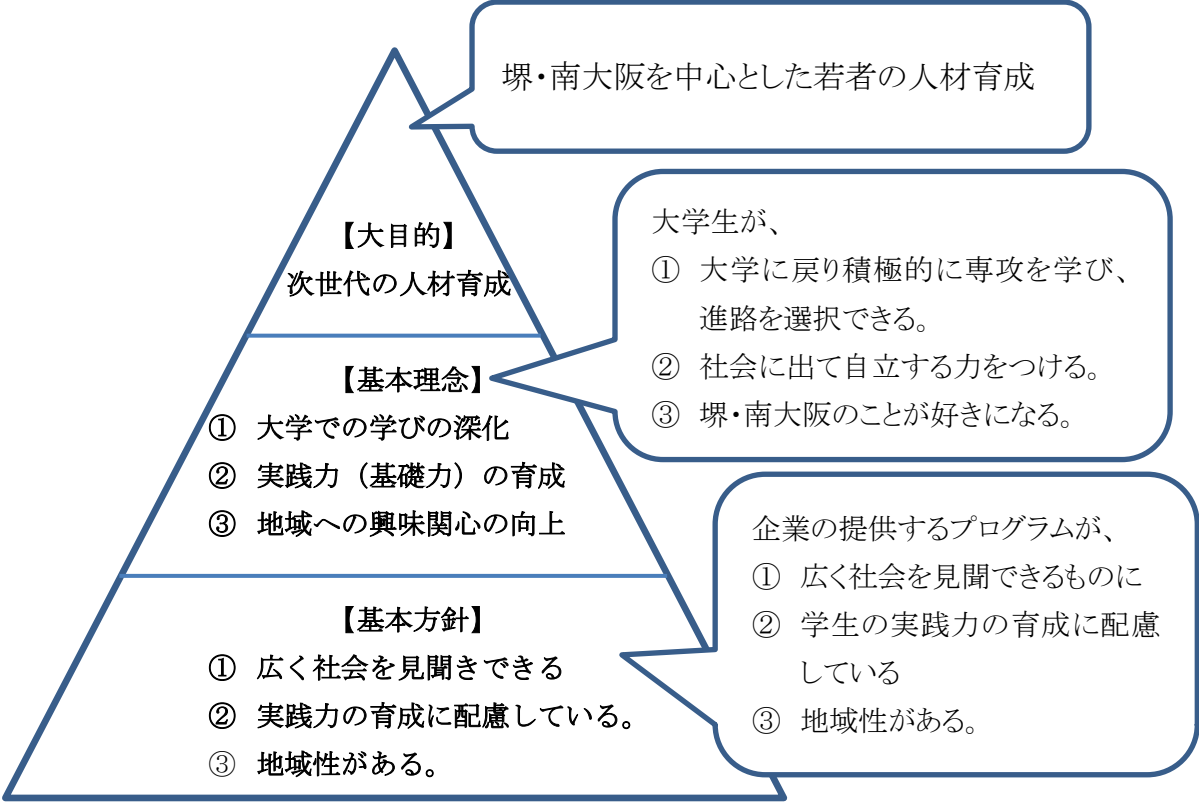 堺・南大阪を中心とした若者の人材育成
【大目的】
次世代の人材育成
大学生が、
① 大学に戻り積極的に専攻を学び、
進路を選択できる。
② 社会に出て自立する力をつける。
③ 堺・南大阪のことが好きになる。
【基本理念】
① 大学での学びの深化
② 実践力（基礎力）の育成
③ 地域への興味関心の向上
企業の提供するプログラムが、
① 広く社会を見聞できるものに
② 学生の実践力の育成に配慮
している
③ 地域性がある。
【基本方針】
① 広く社会を見聞きできる
② 実践力の育成に配慮している。
③ 地域性がある。